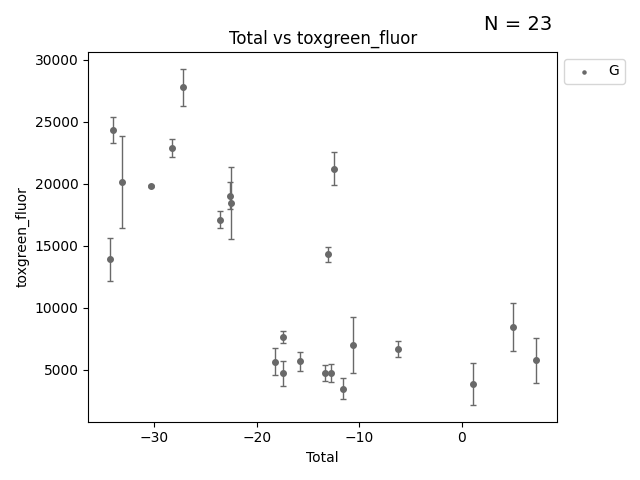 N = 23
Total vs toxgreen_fluor
G
toxgreen_fluor
30000
25000
20000
15000
10000
5000
−30
−20
−10
0
Total